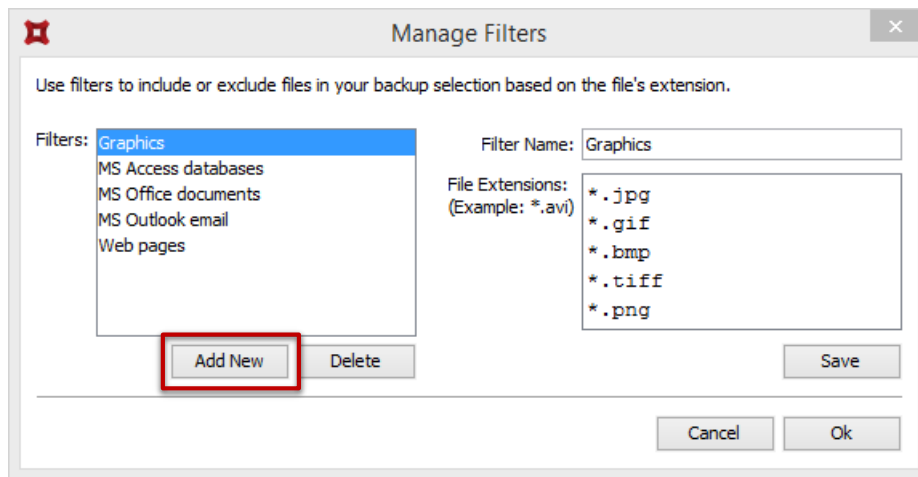 Manage Filters
Use filters to include or exclude files in your backup selection based on the file's extension.
Filters:
Graphics
MS Access databases
MS Office documents
MS Outlook email
Web pages
Filter Name: Graphics
File Extensions:
(Example: *.avi)
*.jpg
*.gif
*.bmp
*.tiff
*.png
Add New
Delete
Save
Cancel
Ok